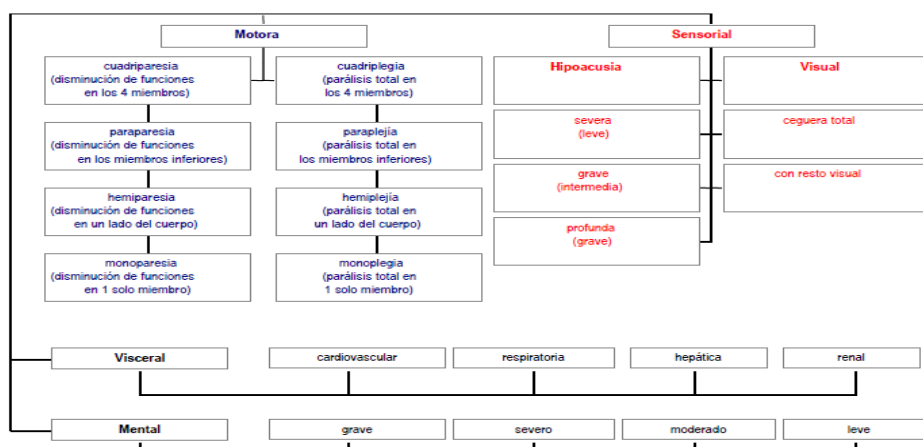 Motora
Sensorial
cuadriparesia
(disminución de funciones
en los 4 miembros)
cuadriplegia
(parálisis total en
los 4 miembros)
Hipoacusia
Visual
paraparesia
(disminución de funciones
en los miembros inferiores)
paraplejía
(parálisis total en
los miembros inferiores)
severa
(leve)
ceguera total
hemiparesia
(disminución de funciones
en un lado del cuerpo)
hemiplejía
(parálisis total en
un lado del cuerpo)
grave
(intermedia)
con resto visual
monoparesia
(disminución de funciones
en 1 solo miembro)
monoplegia
(parálisis total en
1 solo miembro)
profunda
(grave)
Visceral
cardiovascular
respiratoria
hepática
renal
Mental
grave
severo
moderado
leve